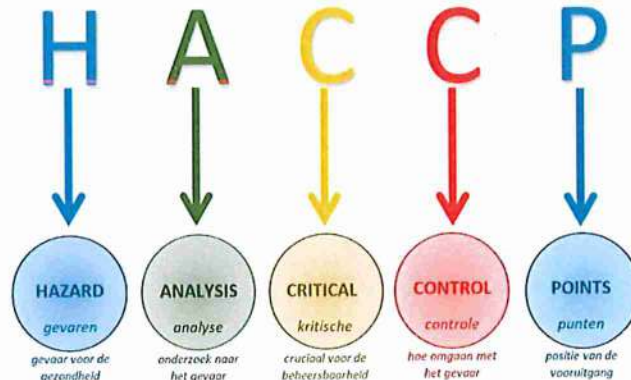 H A C C P
HAZARD ANALYSIS CRITICAL CONTROL POINTS
gevaren analyse kritische controle punten
gevaar voor de gezondheid
onderzoek naar het gevaar
cruciaal voor de beheersbaarheid
hoe omgaan met het gevaar
positie van de vooruitgang